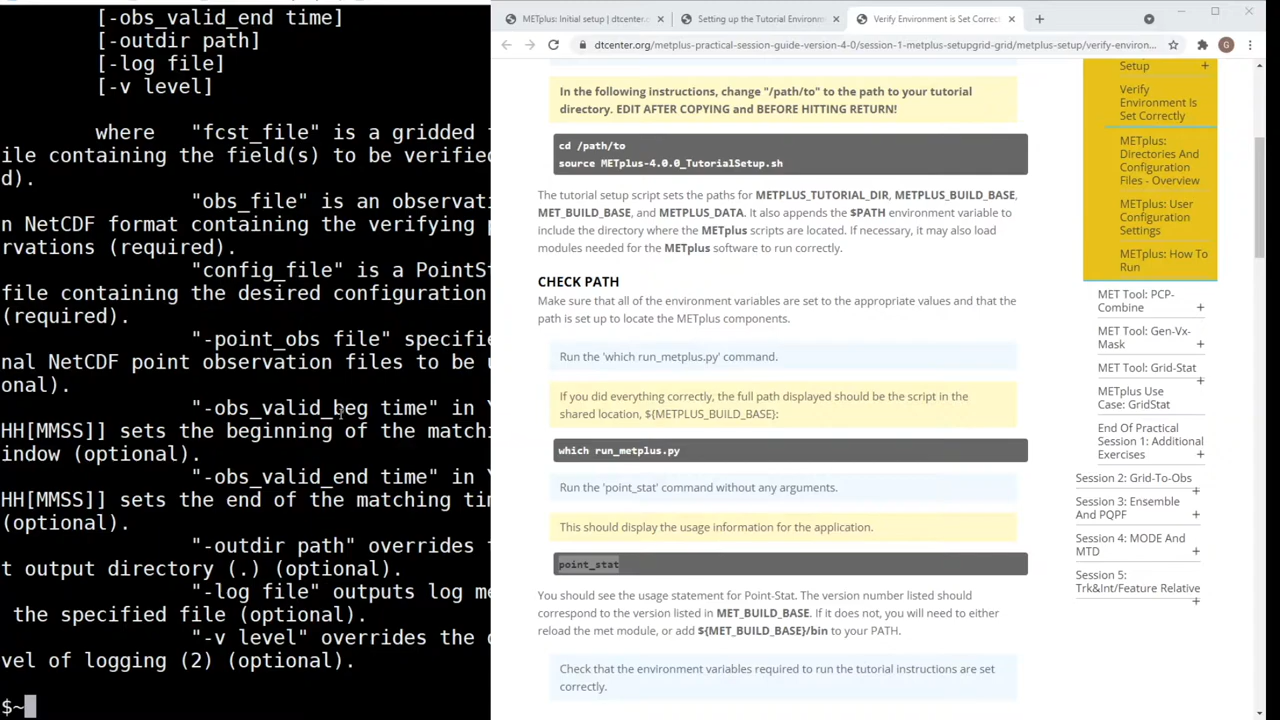 [-obs_valid_end time]
[-outdir path]
[-log file]
[-v level]
where "fcst_file" is a gridded
ile containing the field(s) to be verified
d).
"obs_file" is an observati
n NetCDF format containing the verifying p
rvations (required).
"config_file" is a PointSt
file containing the desired configuration
(required).
"-point_obs file" specifie
nal NetCDF point observation files to be u
onal).
"-obs_valid_beg time" in
HH[MMSS]] sets the beginning of the matchi
indow (optional).
"-obs_valid_end time" in
HH[MMSS]] sets the end of the matching tim
(optional).
"-outdir path" overrides t
t output directory (.) (optional).
"-log file" outputs log me
the specified file (optional).
"-v level" overrides the d
vel of logging (2) (optional).
$~
METplus: Initial setup | dtcenter.
Setting up the Tutorial Environm
Verify Environment is Set Correct
dtcenter.org/metplus-practical-session-guide-version-4-0/session-1-metplus-setupgrid-grid/metplus-setup/verify-environ...
G
In the following instructions, change "/path/to" to the path to your tutorial
directory. EDIT AFTER COPYING and BEFORE HITTING RETURN!
cd /path/to
source METplus-4.0.0_TutorialSetup.sh
The tutorial setup script sets the paths for METPLUS_TUTORIAL_DIR, METPLUS_BUILD_BASE,
MET_BUILD_BASE, and METPLUS_DATA. It also appends the $PATH environment variable to
include the directory where the METplus scripts are located. If necessary, it may also load
modules needed for the METplus software to run correctly.
CHECK PATH
Make sure that all of the environment variables are set to the appropriate values and that the
path is set up to locate the METplus components.
Run the 'which run_metplus.py' command.
If you did everything correctly, the full path displayed should be the script in the
shared location, ${METPLUS_BUILD_BASE}:
which run_metplus.py
Run the 'point_stat' command without any arguments.
This should display the usage information for the application.
point_stat
You should see the usage statement for Point-Stat. The version number listed should
correspond to the version listed in MET_BUILD_BASE. If it does not, you will need to either
reload the met module, or add ${MET_BUILD_BASE}/bin to your PATH.
Check that the environment variables required to run the tutorial instructions are set
correctly.
Setup +
Verify
Environment Is
Set Correctly
METplus:
Directories And
Configuration
Files - Overview
METplus: User
Configuration
Settings
METplus: How To
Run
MET Tool: PCP-
Combine +
MET Tool: Gen-Vx-
Mask +
MET Tool: Grid-Stat
+
METplus Use
Case: GridStat
End Of Practical
Session 1: Additional
Exercises +
Session 2: Grid-To-Obs
+
Session 3: Ensemble
And PQPF +
Session 4: MODE And
MTD +
Session 5:
Trk&Int/Feature Relative
+